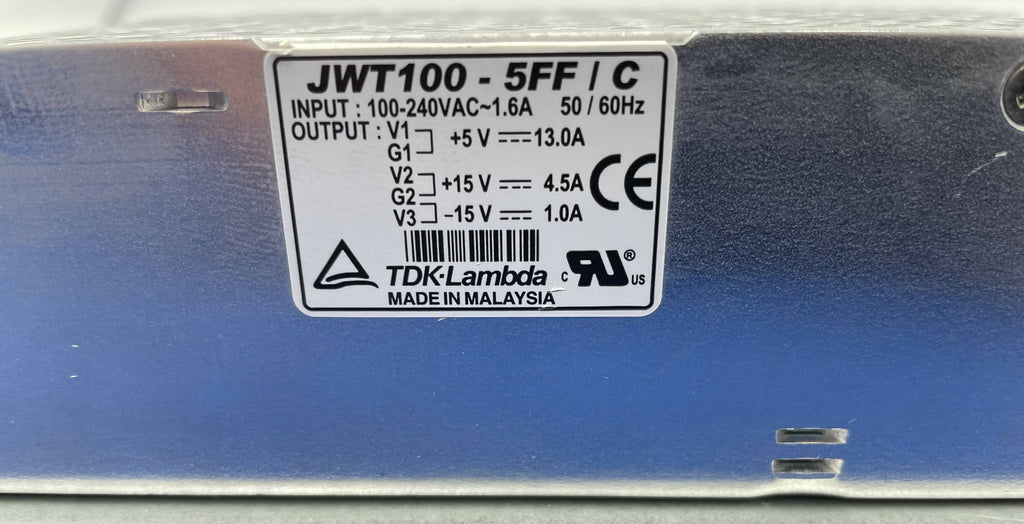 JWT100 - 5FF / C
INPUT : 100-240VAC~1.6A 50 / 60Hz
OUTPUT : V1
+5 V ⎓ 13.0A
G1
V2
+15 V ⎓ 4.5A
G2
V3 -15 V ⎓ 1.0A
CE
TDK·Lambda
C RU® US
MADE IN MALAYSIA